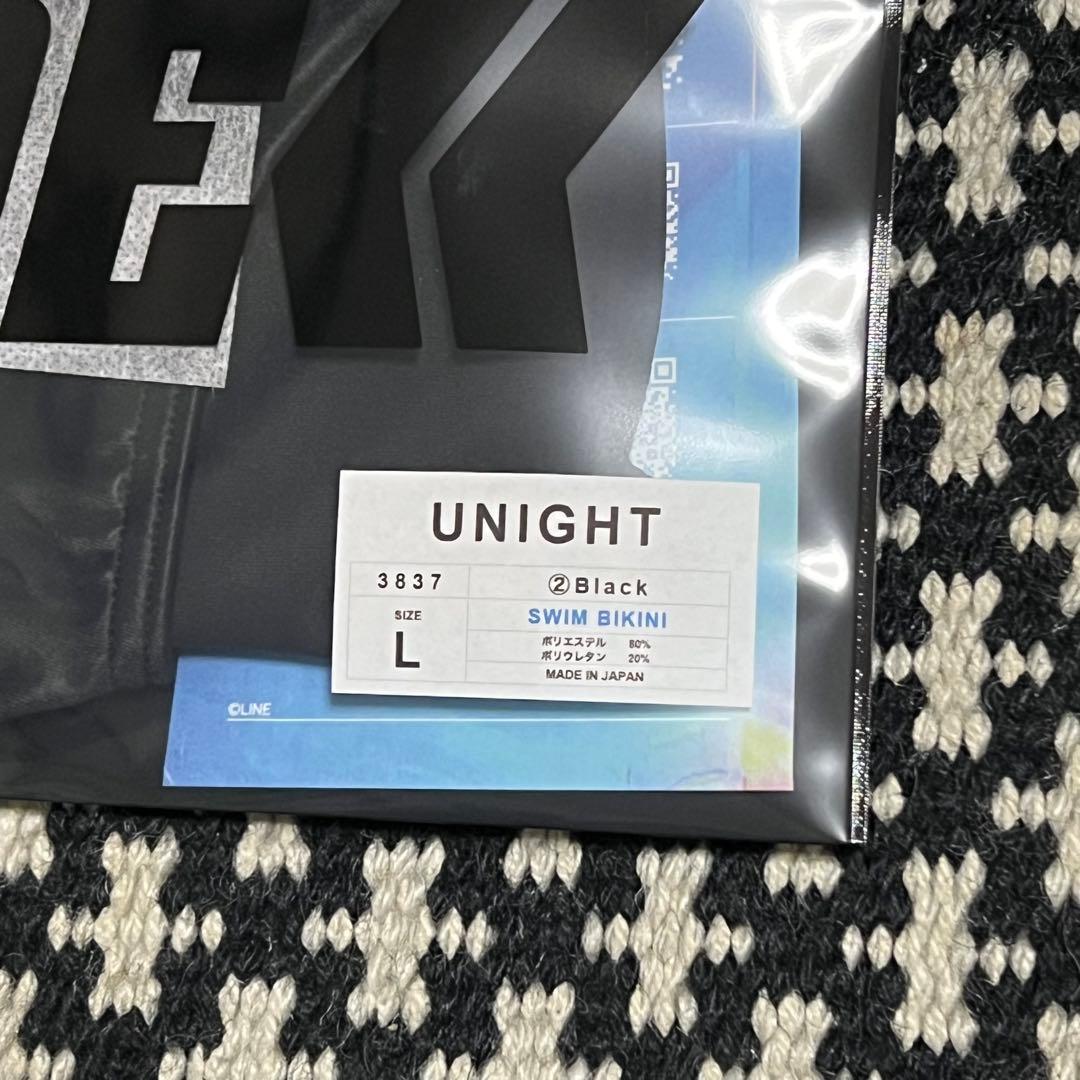 UNIGHT
3837
②Black
SIZE
L
SWIM BIKINI
ポリエステル 80%
ポリウレタン 20%
MADE IN JAPAN
©LINE